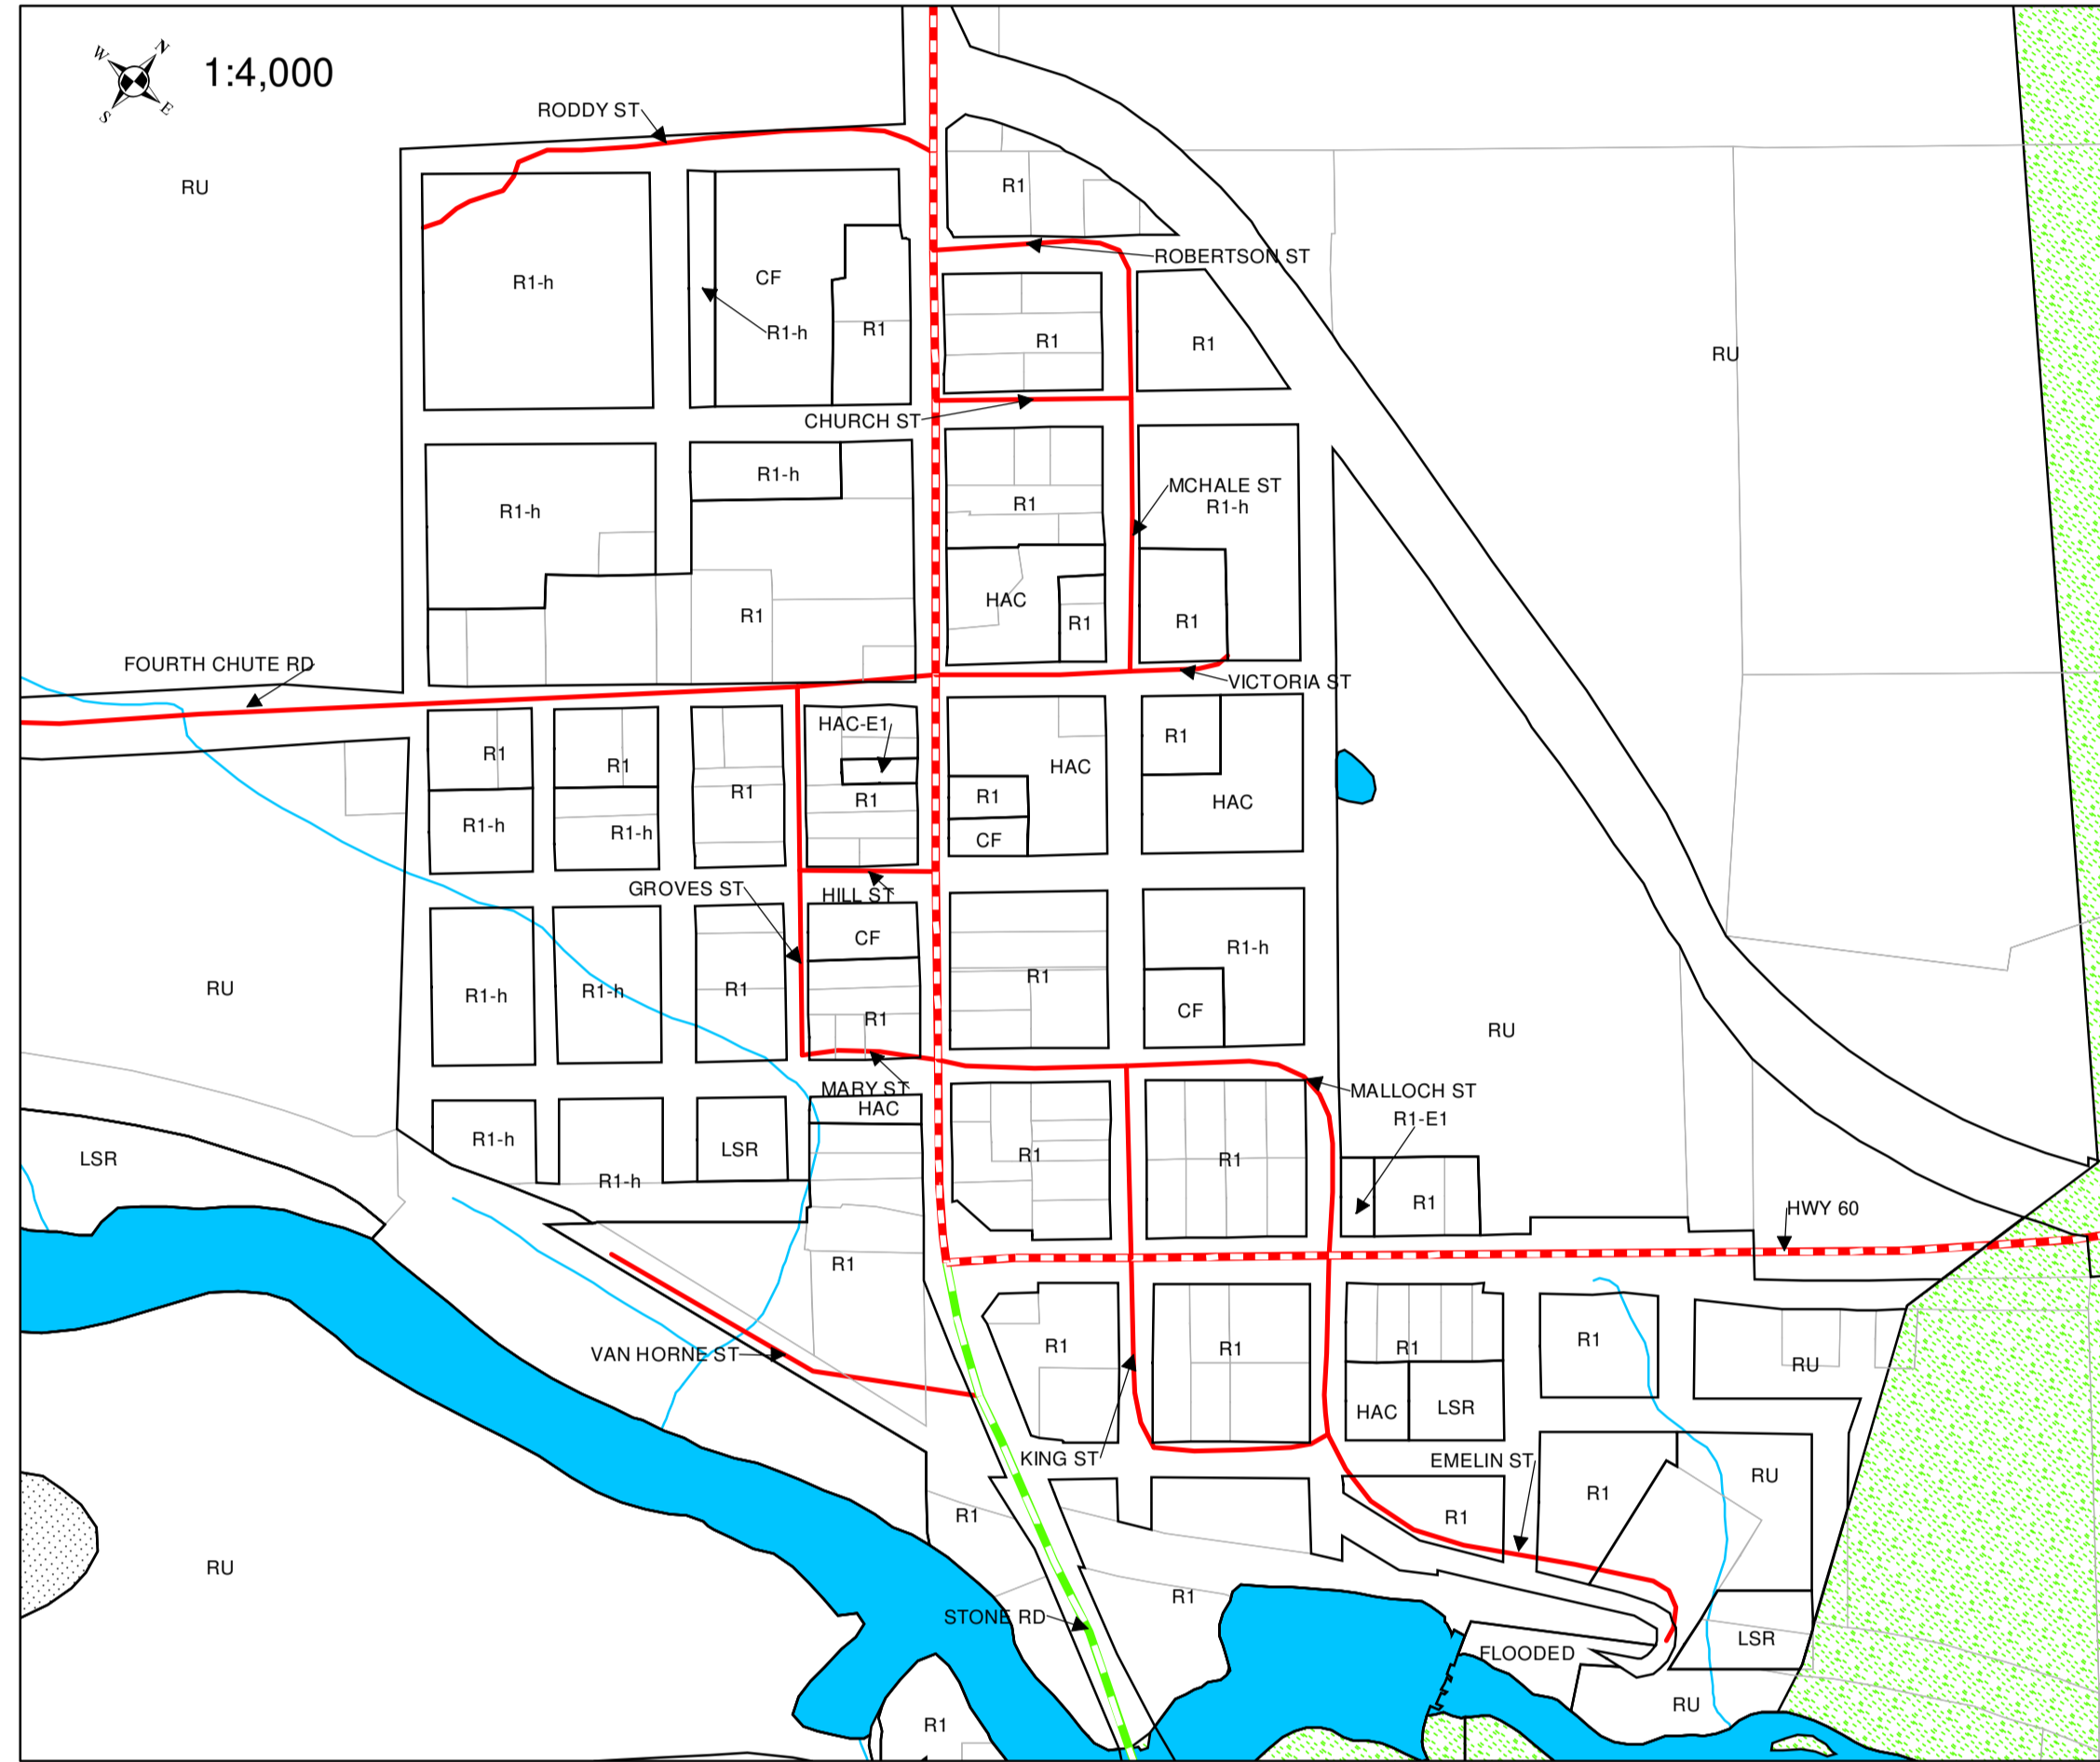 N
W
1:4,000
E
S
RODDY ST
RU
R1
ROBERTSON ST
CF
R1-h
R1-h
R1
R1
R1
RU
CHURCH ST
R1-h
R1-h
MCHALE ST
R1-h
R1
HAC
R1
R1
R1
FOURTH CHUTE RD
VICTORIA ST
HAC-E1
R1
R1
R1
R1
R1
HAC
R1
HAC
R1-h
R1-h
R1
CF
GROVES ST
HILL ST
CF
R1-h
R1
RU
R1-h
R1-h
R1
R1
CF
RU
MARY ST
HAC
MALLOCH ST
R1-E1
R1-h
LSR
LSR
R1
R1
R1-h
R1
HWY 60
R1
VAN HORNE ST
R1
R1
R1
R1
RU
HAC
LSR
KING ST
EMELIN ST
RU
R1
R1
R1
RU
R1
STONE RD
FLOODED
LSR
RU
R1